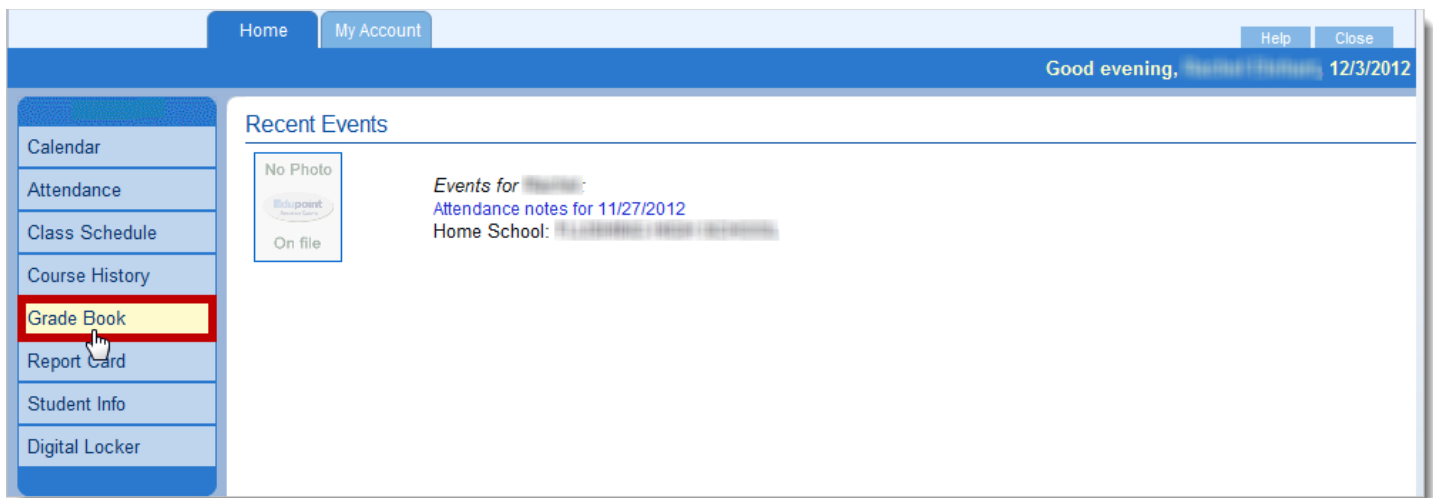 Home My Account
Help Close
Good evening, 12/3/2012
Recent Events
Calendar
Attendance
Class Schedule
Course History
Grade Book
Report Card
Student Info
Digital Locker
No Photo
Edupoint
On file
Events for :
Attendance notes for 11/27/2012
Home School: